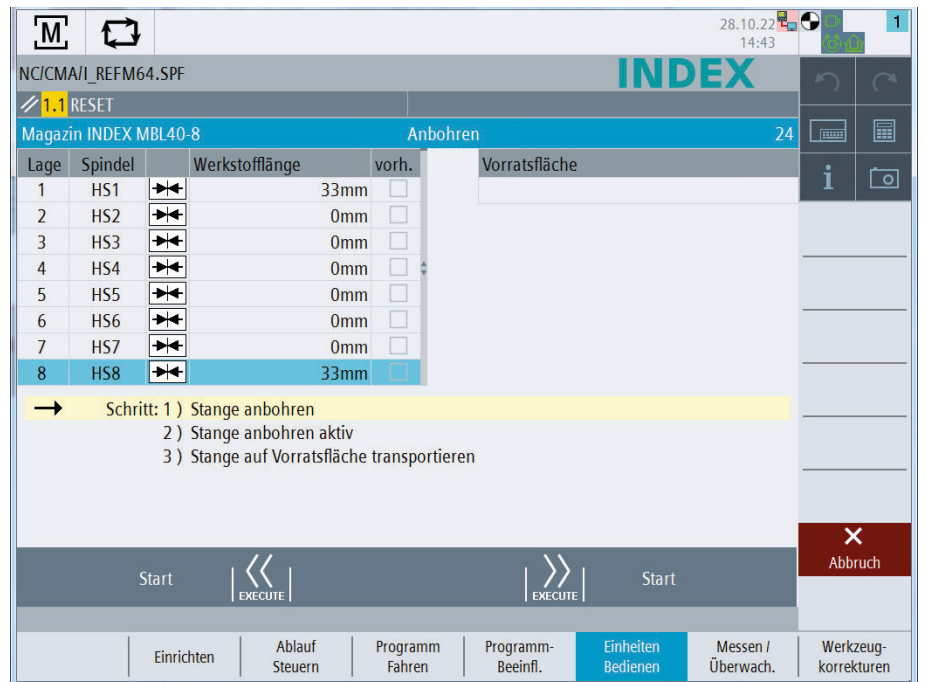 M
28.10.22
14:43
1
NC/CMA/I_REFM64.SPF
INDEX
1.1 RESET
Magazin INDEX MBL40-8 Anbohren 24
Lage Spindel Werkstofflänge vorh. Vorratsfläche
1 HS1 33mm
2 HS2 0mm
3 HS3 0mm
4 HS4 0mm
5 HS5 0mm
6 HS6 0mm
7 HS7 0mm
8 HS8 33mm
Schritt: 1 ) Stange anbohren
2 ) Stange anbohren aktiv
3 ) Stange auf Vorratsfläche transportieren
i
Abbruch
Start EXECUTE EXECUTE Start
Einrichten
Ablauf
Steuern
Programm
Fahren
Programm-
Beeinfl.
Einheiten
Bedienen
Messen /
Überwach.
Werkzeug-
korrekturen